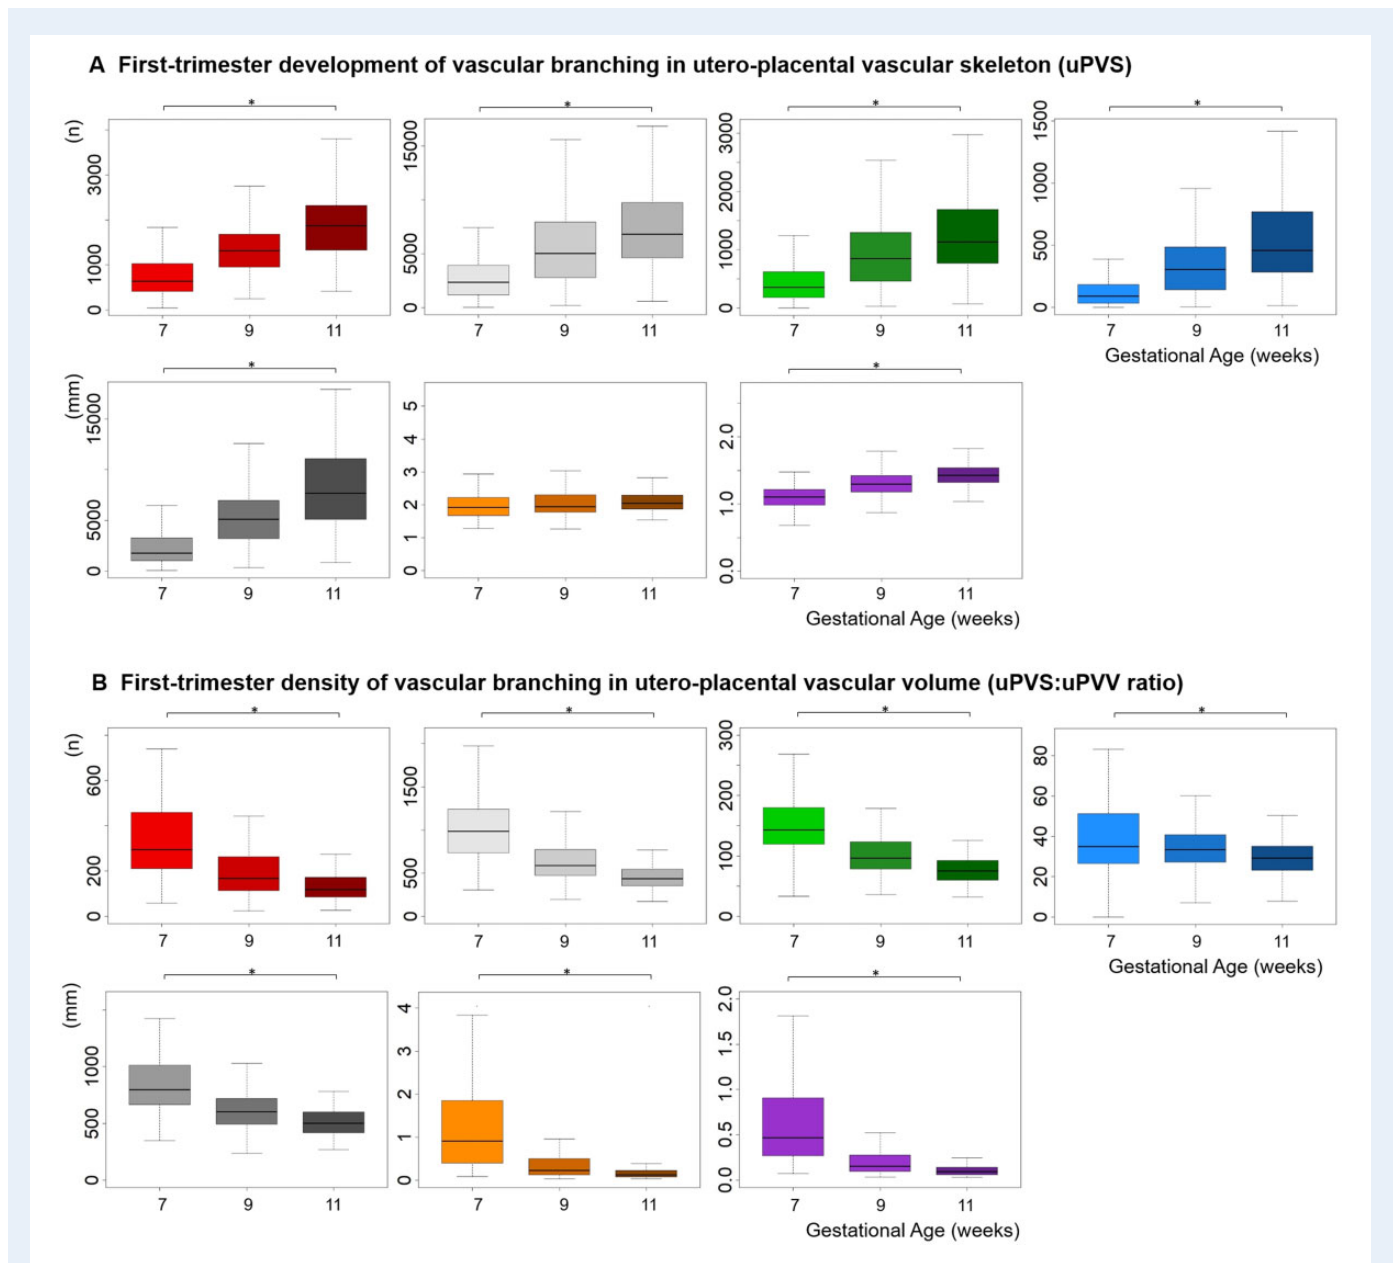 A First-trimester development of vascular branching in utero-placental vascular skeleton (uPVS)
* * * *
(n)
3000
1000
0
7 9 11
15000
5000
0
7 9 11
3000
2000
1000
0
7 9 11
1500
1000
500
0
7 9 11
Gestational Age (weeks)
* *
(mm)
15000
5000
0
7 9 11
5
4
3
2
1
0
7 9 11
2.0
1.0
0.0
7 9 11
Gestational Age (weeks)
B First-trimester density of vascular branching in utero-placental vascular volume (uPVS:uPVV ratio)
* * * *
(n)
600
200
0
7 9 11
1500
500
0
7 9 11
300
200
100
0
7 9 11
80
60
40
20
0
7 9 11
Gestational Age (weeks)
* * *
(mm)
1000
500
0
7 9 11
4
3
2
1
0
7 9 11
2.0
1.5
1.0
0.5
0.0
7 9 11
Gestational Age (weeks)